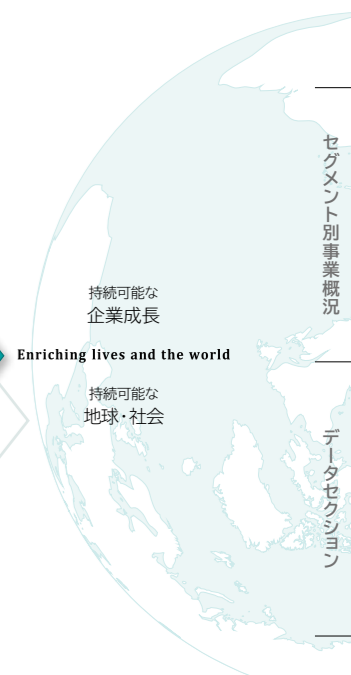 持続可能な
企業成長
Enriching lives and the world
持続可能な
地球・社会
セグメント別事業概況
データセクション